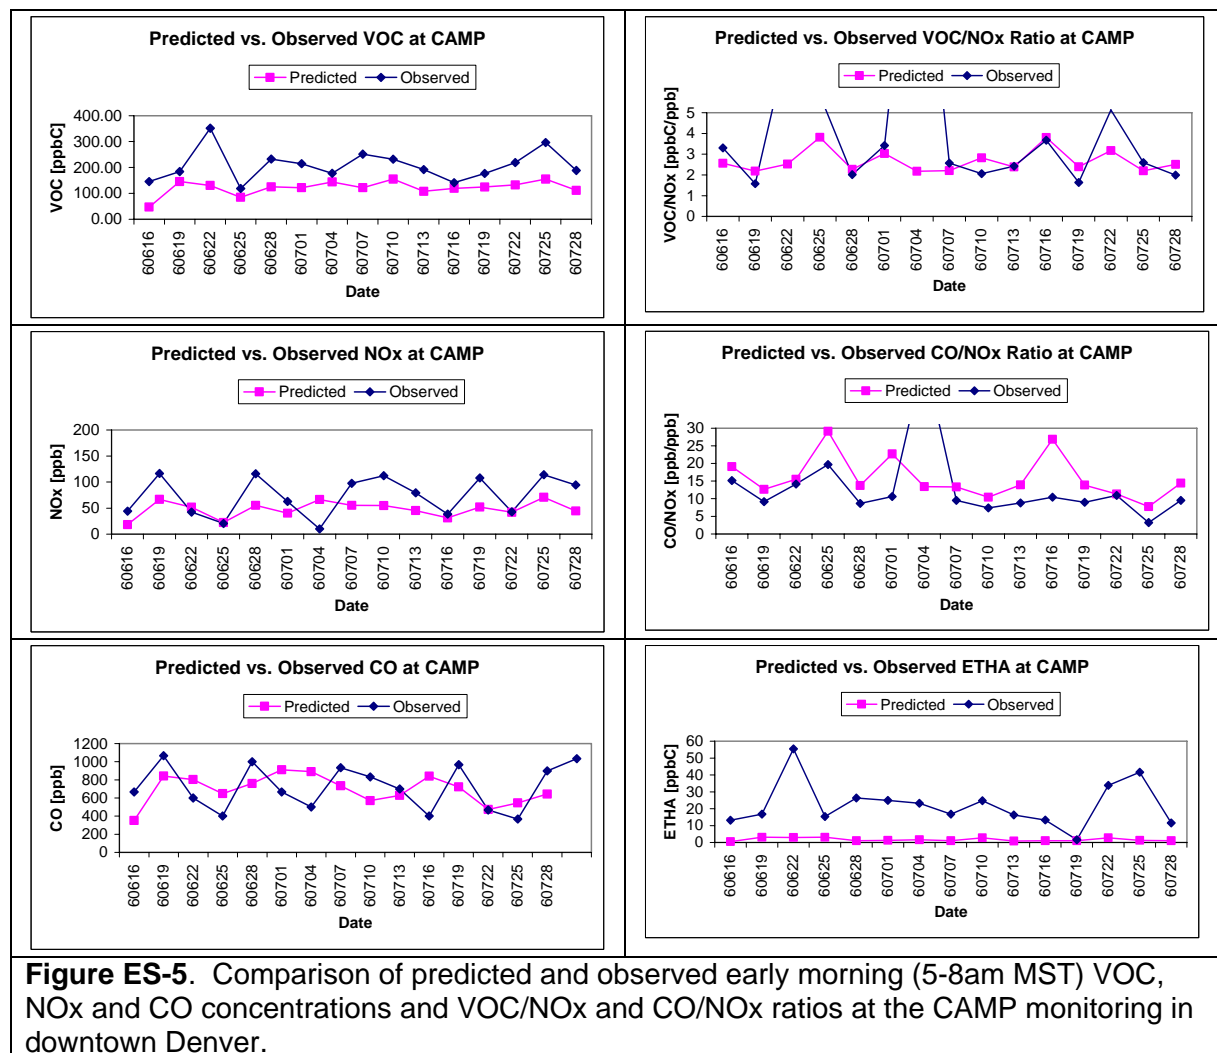 Predicted vs. Observed VOC at CAMP
Predicted Observed
VOC [ppbC]
400.00
300.00
200.00
100.00
0.00
60616 60619 60622 60625 60628 60701 60704 60707 60710 60713 60716 60719 60722 60725 60728
Date
Predicted vs. Observed VOC/NOx Ratio at CAMP
Predicted Observed
VOC/NOx [ppbC/ppb]
5
4
3
2
1
0
60616 60619 60622 60625 60628 60701 60704 60707 60710 60713 60716 60719 60722 60725 60728
Date
Predicted vs. Observed NOx at CAMP
Predicted Observed
NOx [ppb]
200
150
100
50
0
60616 60619 60622 60625 60628 60701 60704 60707 60710 60713 60716 60719 60722 60725 60728
Date
Predicted vs. Observed CO/NOx Ratio at CAMP
Predicted Observed
CO/NOx [ppb/ppb]
30
25
20
15
10
5
0
60616 60619 60622 60625 60628 60701 60704 60707 60710 60713 60716 60719 60722 60725 60728
Date
Predicted vs. Observed CO at CAMP
Predicted Observed
CO [ppb]
1200
1000
800
600
400
200
0
60616 60619 60622 60625 60628 60701 60704 60707 60710 60713 60716 60719 60722 60725 60728
Date
Predicted vs. Observed ETHA at CAMP
Predicted Observed
ETHA [ppbC]
60
50
40
30
20
10
0
60616 60619 60622 60625 60628 60701 60704 60707 60710 60713 60716 60719 60722 60725 60728
Date
Figure ES-5. Comparison of predicted and observed early morning (5-8am MST) VOC,
NOx and CO concentrations and VOC/NOx and CO/NOx ratios at the CAMP monitoring in
downtown Denver.